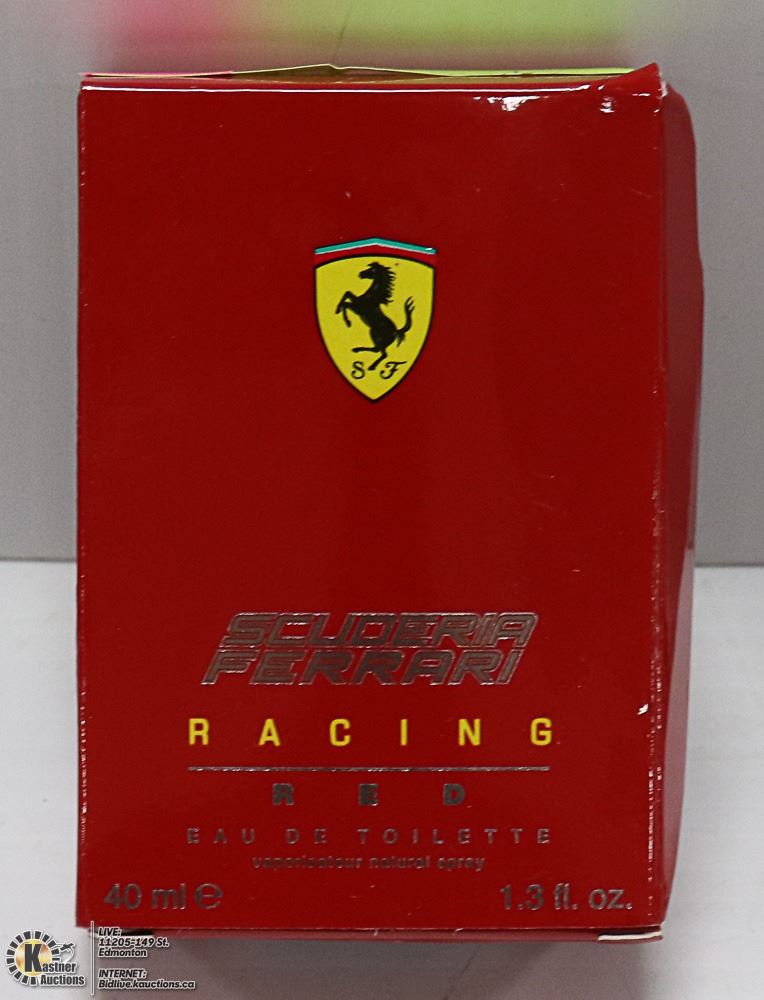 S F
SCUDERIA
FERRARI
RACING
RED
EAU DE TOILETTE
vaporisateur natural spray
40 ml ℮ 1.3 fl. oz.
Kastner
Auctions
LIVE:
11205-149 St.
Edmonton
INTERNET:
Bidlive.kauctions.ca